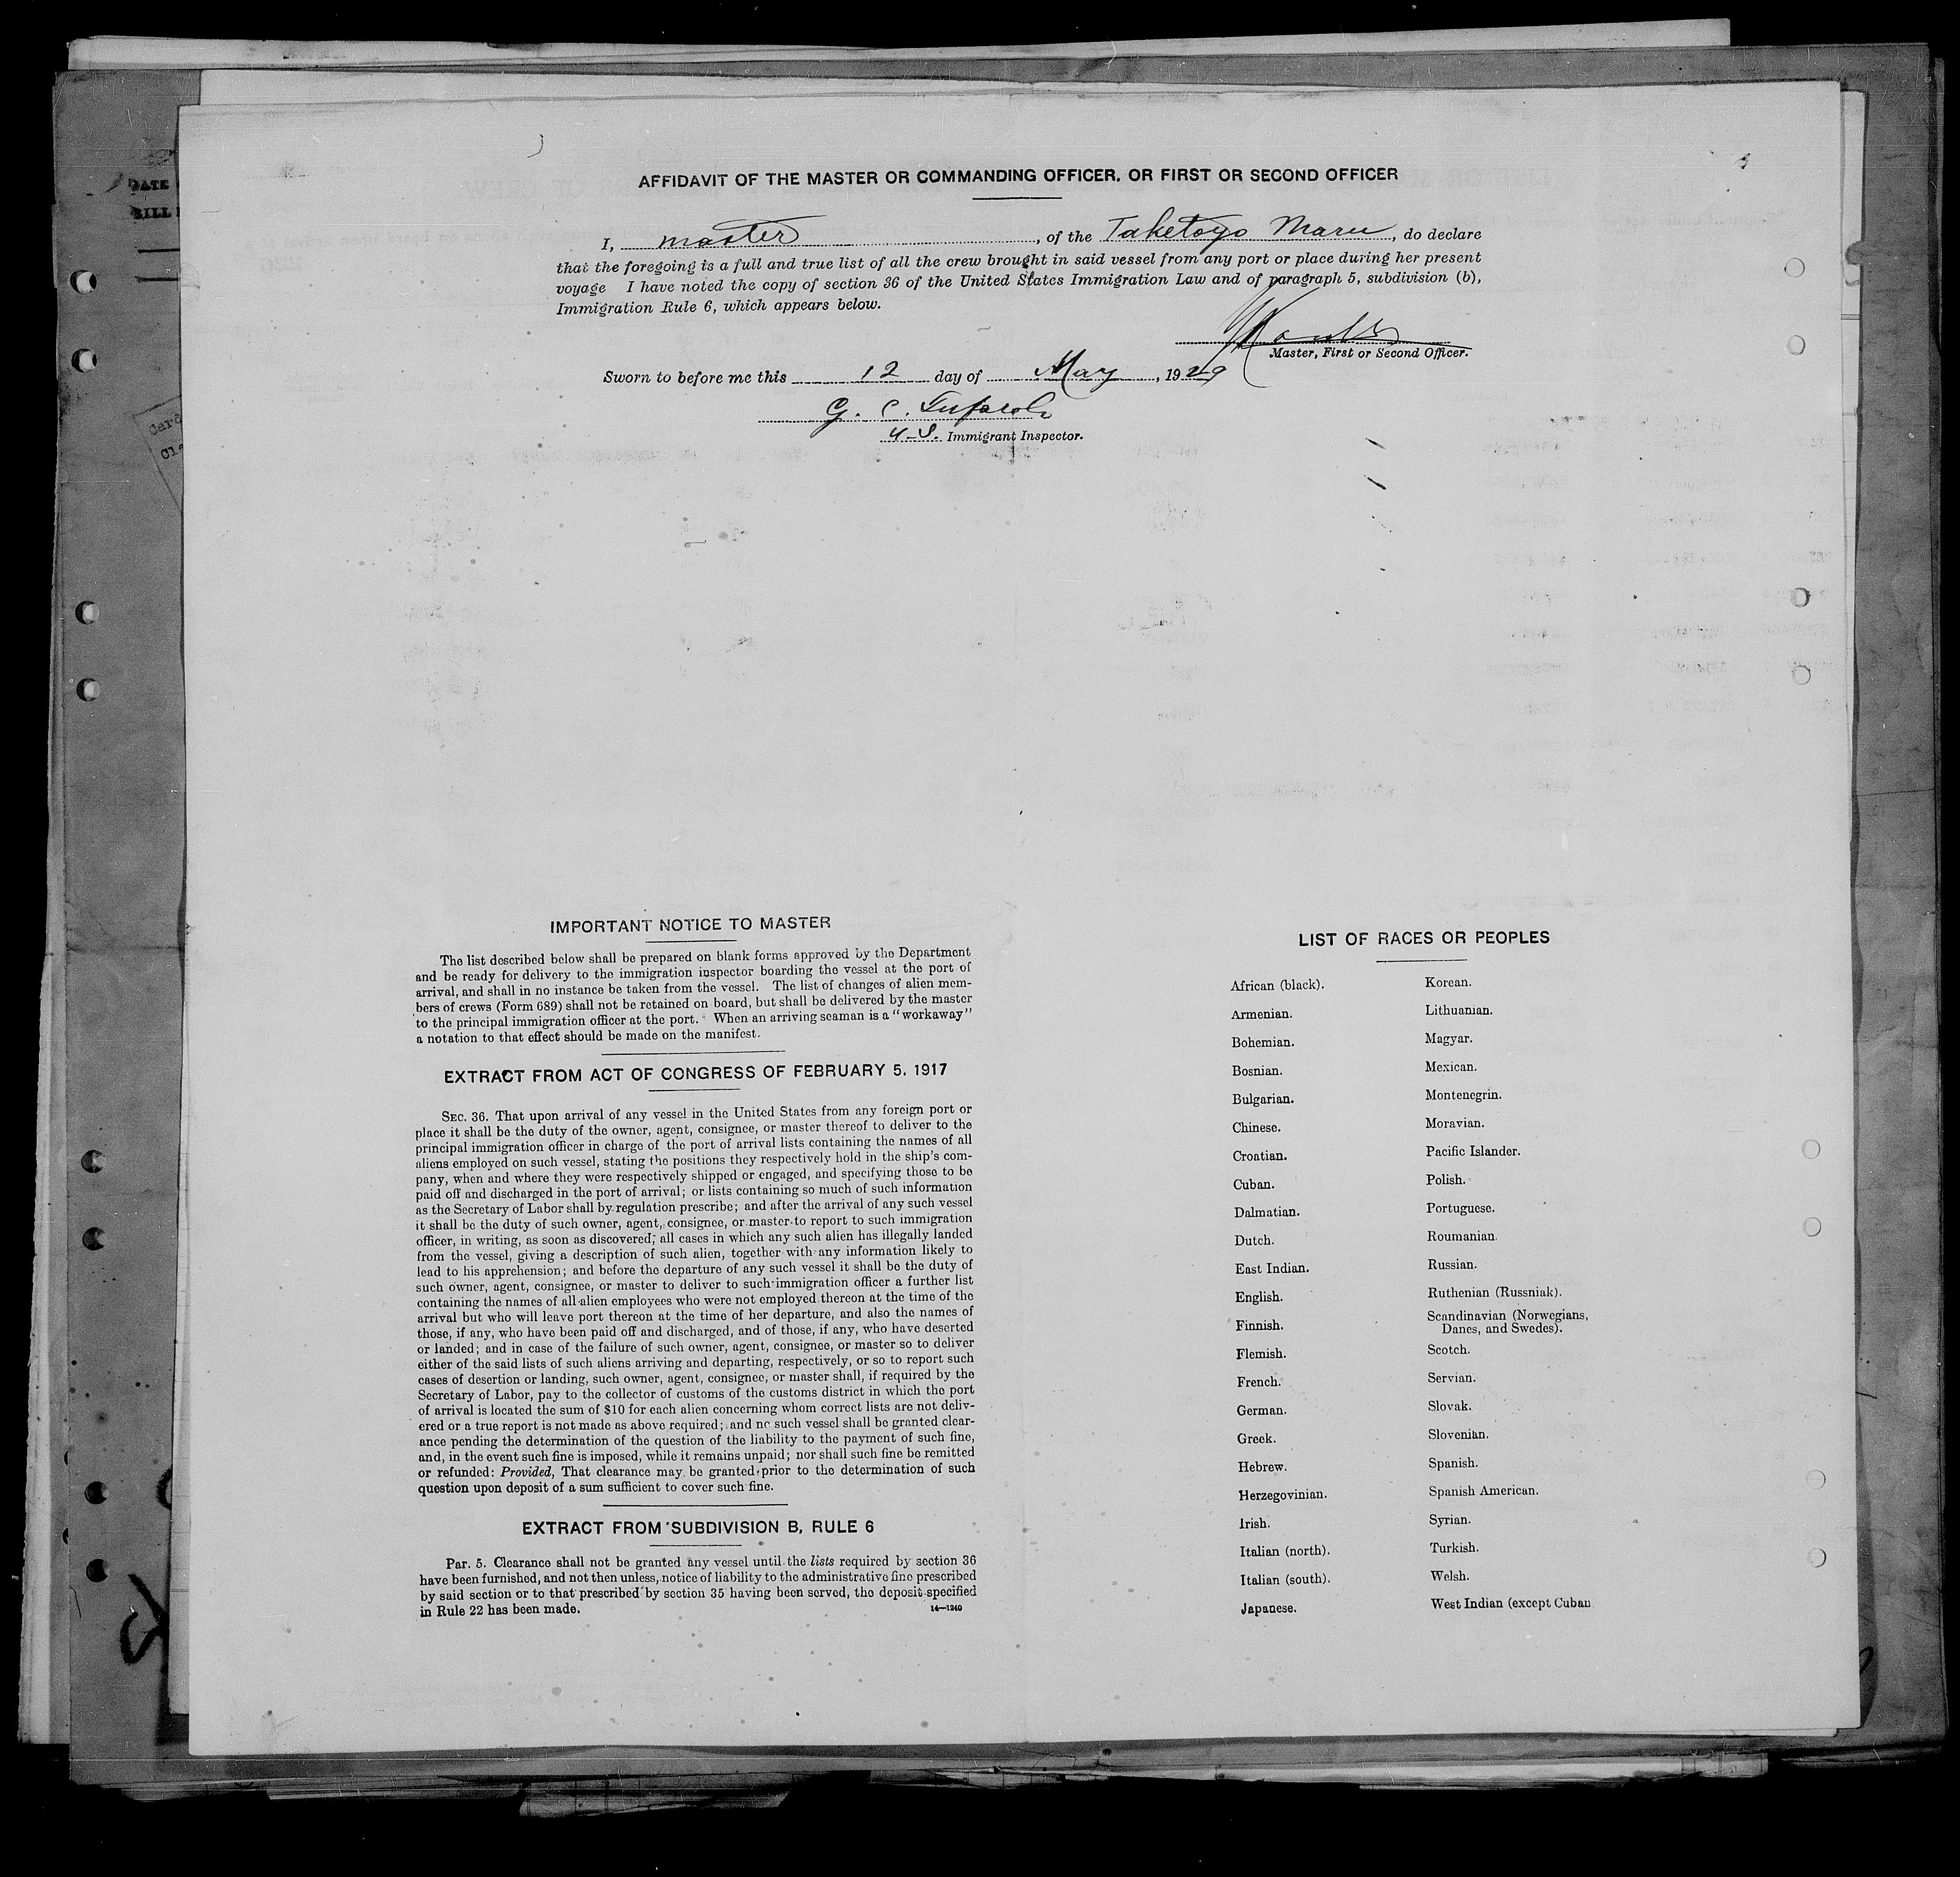 DATE
BILL
AFFIDAVIT OF THE MASTER OR COMMANDING OFFICER, OR FIRST OR SECOND OFFICER
I, master, of the Taketoyo Maru, do declare
that the foregoing is a full and true list of all the crew brought in said vessel from any port or place during her present
voyage I have noted the copy of section 36 of the United States Immigration Law and of paragraph 5, subdivision (b),
Immigration Rule 6, which appears below.
Master, First or Second Officer.
Sworn to before me this 12 day of May, 1929
G. C.
U-S. Immigrant Inspector.
IMPORTANT NOTICE TO MASTER
The list described below shall be prepared on blank forms approved by the Department
and be ready for delivery to the immigration inspector boarding the vessel at the port of
arrival, and shall in no instance be taken from the vessel. The list of changes of alien mem-
bers of crews (Form 689) shall not be retained on board, but shall be delivered by the master
to the principal immigration officer at the port. When an arriving seaman is a "workaway"
a notation to that effect should be made on the manifest.
EXTRACT FROM ACT OF CONGRESS OF FEBRUARY 5, 1917
SEC. 36. That upon arrival of any vessel in the United States from any foreign port or
place it shall be the duty of the owner, agent, consignee, or master thereof to deliver to the
principal immigration officer in charge of the port of arrival lists containing the names of all
aliens employed on such vessel, stating the positions they respectively hold in the ship's com-
pany, when and where they were respectively shipped or engaged, and specifying those to be
paid off and discharged in the port of arrival; or lists containing so much of such information
as the Secretary of Labor shall by regulation prescribe; and after the arrival of any such vessel
it shall be the duty of such owner, agent, consignee, or master to report to such immigration
officer, in writing, as soon as discovered, all cases in which any such alien has illegally landed
from the vessel, giving a description of such alien, together with any information likely to
lead to his apprehension; and before the departure of any such vessel it shall be the duty of
such owner, agent, consignee, or master to deliver to such immigration officer a further list
containing the names of all alien employees who were not employed thereon at the time of the
arrival but who will leave port thereon at the time of her departure, and also the names of
those, if any, who have been paid off and discharged, and of those, if any, who have deserted
or landed; and in case of the failure of such owner, agent, consignee, or master so to deliver
either of the said lists of such aliens arriving and departing, respectively, or so to report such
cases of desertion or landing, such owner, agent, consignee, or master shall, if required by the
Secretary of Labor, pay to the collector of customs of the customs district in which the port
of arrival is located the sum of $10 for each alien concerning whom correct lists are not deliv-
ered or a true report is not made as above required; and no such vessel shall be granted clear-
ance pending the determination of the question of the liability to the payment of such fine,
and, in the event such fine is imposed, while it remains unpaid; nor shall such fine be remitted
or refunded: Provided, That clearance may be granted prior to the determination of such
question upon deposit of a sum sufficient to cover such fine.
EXTRACT FROM SUBDIVISION B, RULE 6
Par. 5. Clearance shall not be granted any vessel until the lists required by section 36
have been furnished, and not then unless, notice of liability to the administrative fine prescribed
by said section or to that prescribed by section 35 having been served, the deposit specified
in Rule 22 has been made.
14—1240
LIST OF RACES OR PEOPLES
African (black).
Armenian.
Bohemian.
Bosnian.
Bulgarian.
Chinese.
Croatian.
Cuban.
Dalmatian.
Dutch.
East Indian.
English.
Finnish.
Flemish.
French.
German.
Greek.
Hebrew.
Herzegovinian.
Irish.
Italian (north).
Italian (south).
Japanese.
Korean.
Lithuanian.
Magyar.
Mexican.
Montenegrin.
Moravian.
Pacific Islander.
Polish.
Portuguese.
Roumanian.
Russian.
Ruthenian (Russniak).
Scandinavian (Norwegians,
Danes, and Swedes).
Scotch.
Servian.
Slovak.
Slovenian.
Spanish.
Spanish American.
Syrian.
Turkish.
Welsh.
West Indian (except Cuban